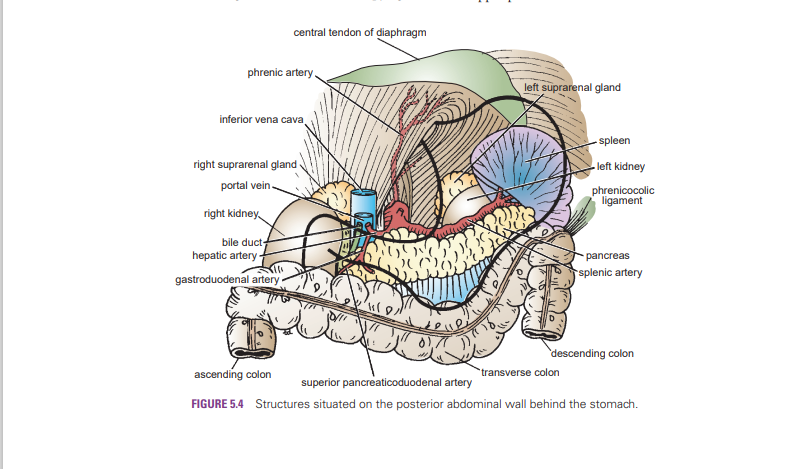 central tendon of diaphragm
phrenic artery
left suprarenal gland
inferior vena cava
spleen
right suprarenal gland
left kidney
portal vein
phrenicocolic
ligament
right kidney
bile duct
hepatic artery
pancreas
splenic artery
gastroduodenal artery
descending colon
ascending colon
transverse colon
superior pancreaticoduodenal artery
FIGURE 5.4 Structures situated on the posterior abdominal wall behind the stomach.